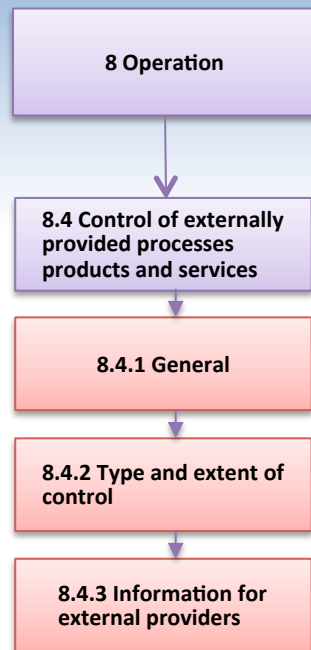 8 Operation
8.4 Control of externally
provided processes
products and services
8.4.1 General
8.4.2 Type and extent of
control
8.4.3 Information for
external providers